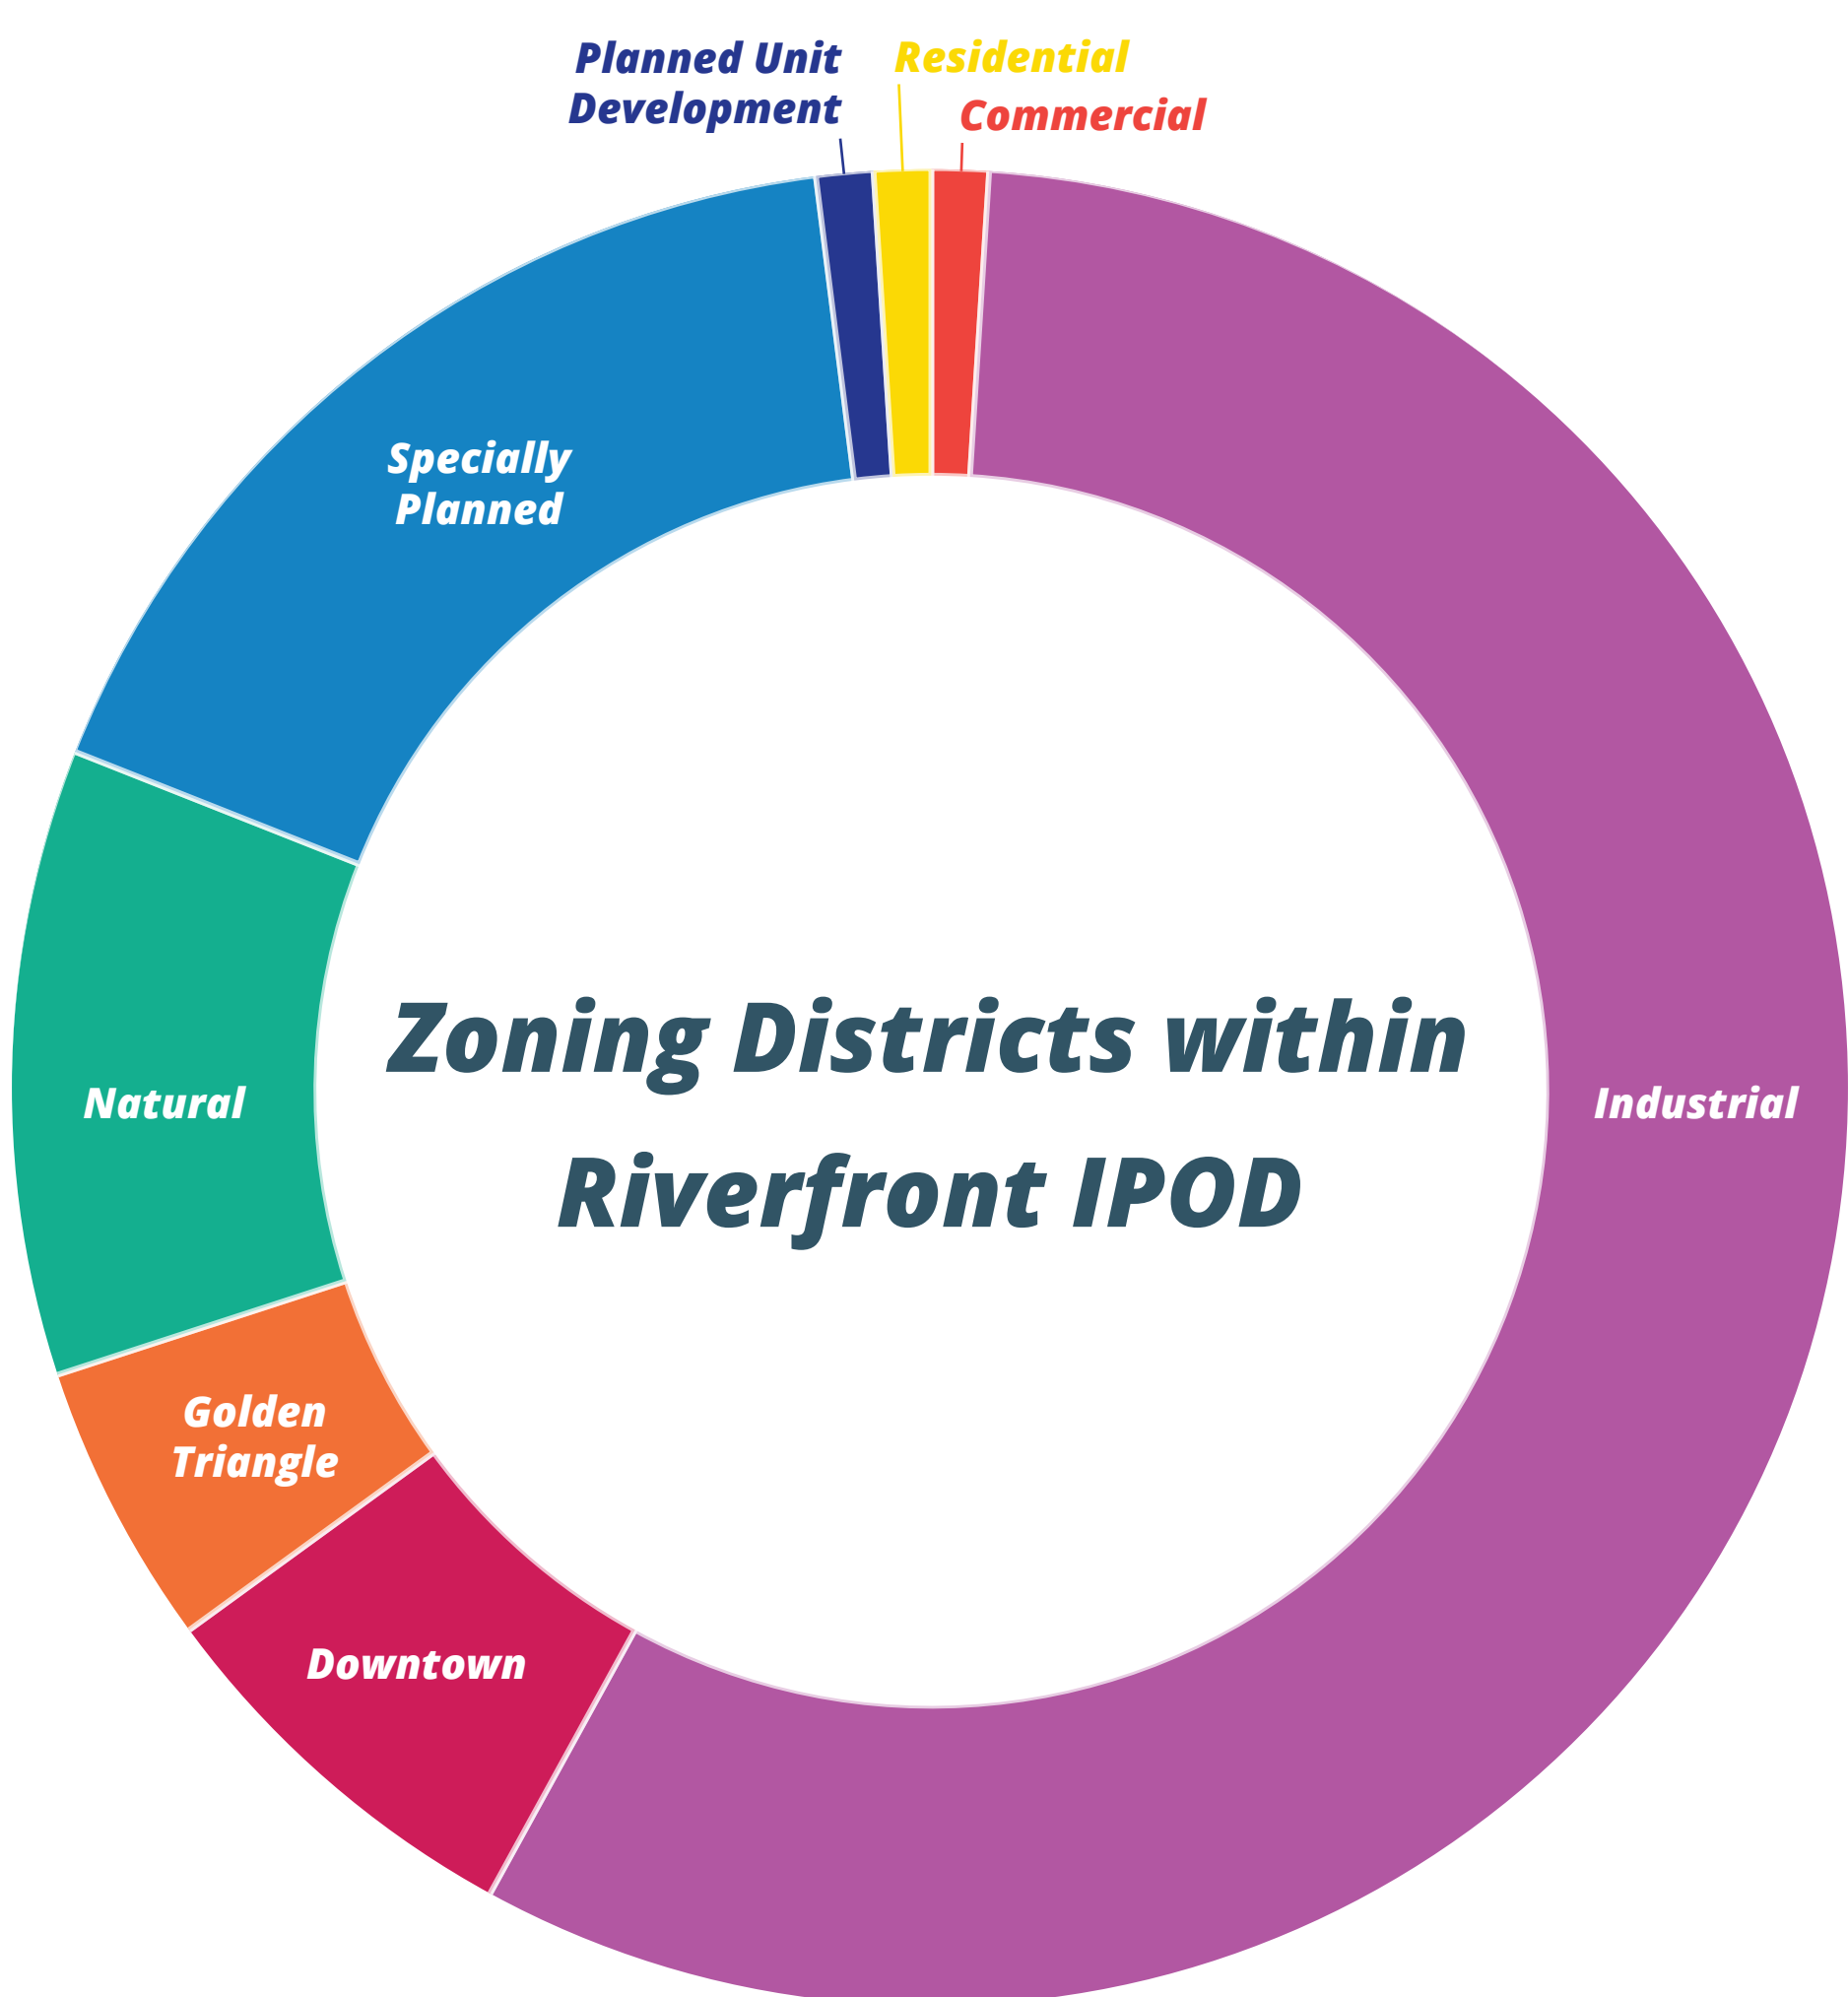 Planned Unit
Development
Residential
Commercial
Specially
Planned
Zoning Districts within
Riverfront IPOD
Natural
Industrial
Golden
Triangle
Downtown